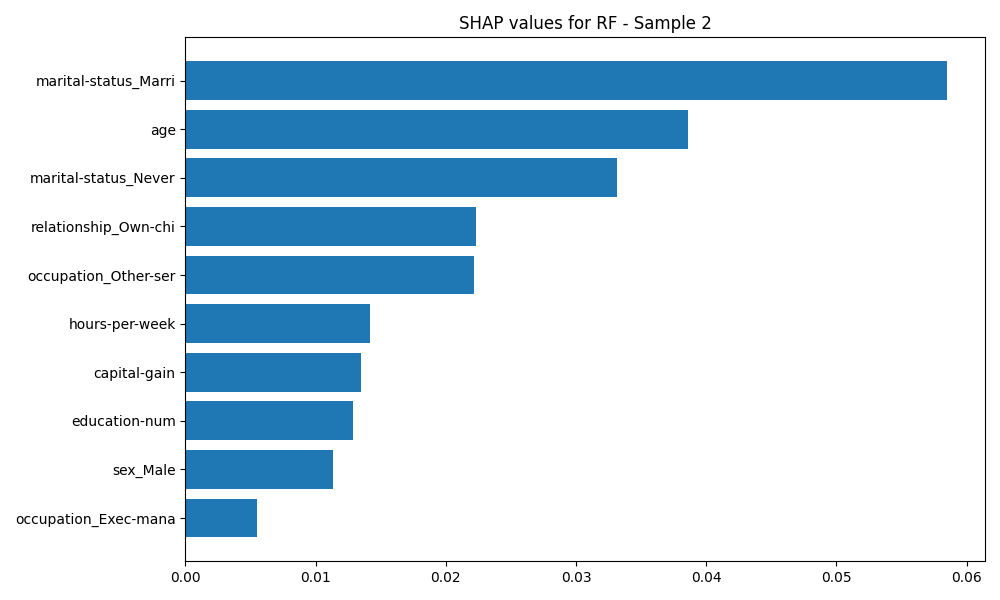 SHAP values for RF - Sample 2
marital-status_Marri
age
marital-status_Never
relationship_Own-chi
occupation_Other-ser
hours-per-week
capital-gain
education-num
sex_Male
occupation_Exec-mana
0.00 0.01 0.02 0.03 0.04 0.05 0.06